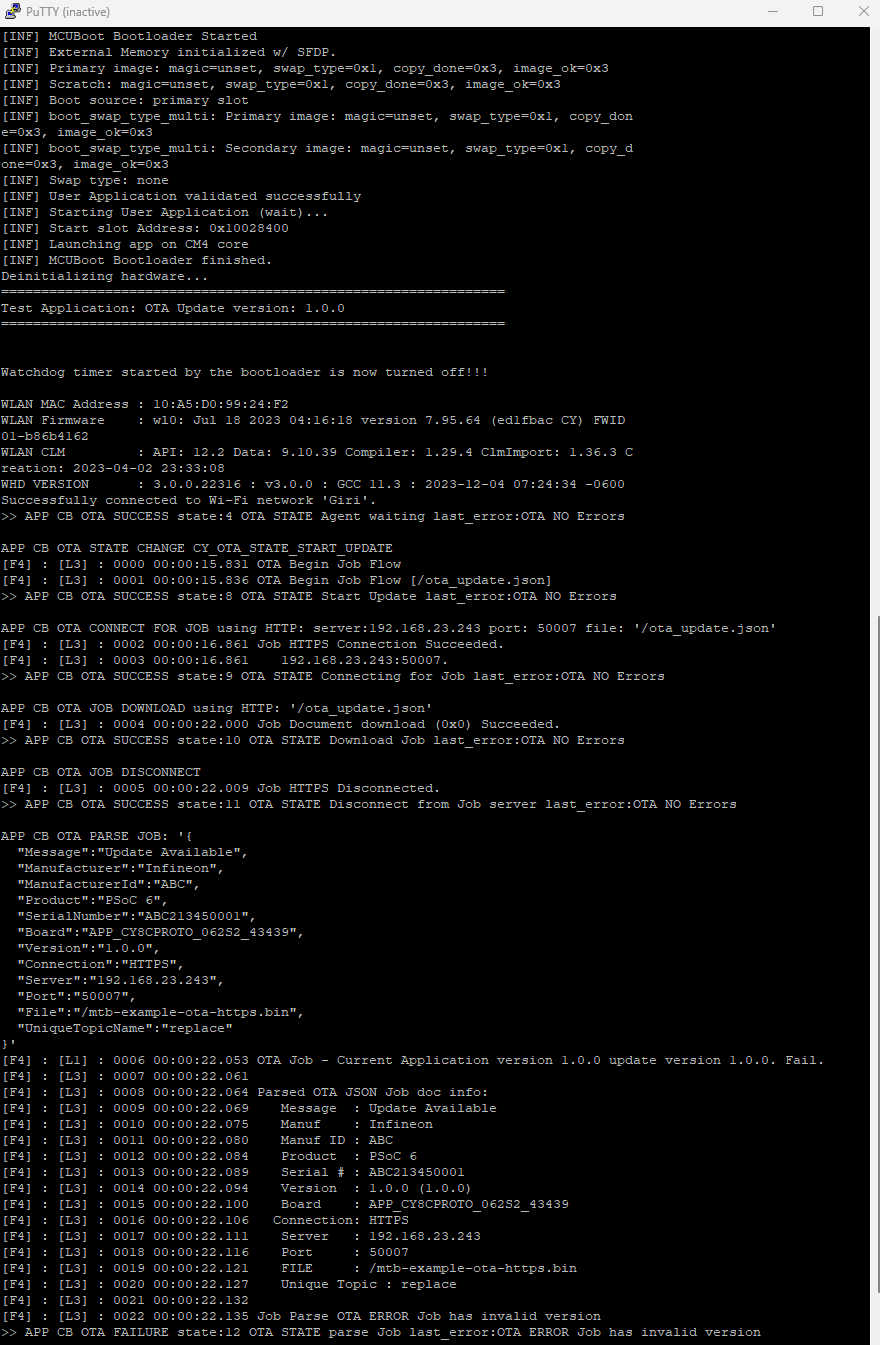 PuTTY (inactive)
[INF] MCUBoot Bootloader Started
[INF] External Memory initialized w/ SFDP.
[INF] Primary image: magic=unset, swap_type=0x1, copy_done=0x3, image_ok=0x3
[INF] Scratch: magic=unset, swap_type=0x1, copy_done=0x3, image_ok=0x3
[INF] Boot source: primary slot
[INF] boot_swap_type_multi: Primary image: magic=unset, swap_type=0x1, copy_don
e=0x3, image_ok=0x3
[INF] boot_swap_type_multi: Secondary image: magic=unset, swap_type=0x1, copy_d
one=0x3, image_ok=0x3
[INF] Swap type: none
[INF] User Application validated successfully
[INF] Starting User Application (wait)...
[INF] Start slot Address: 0x10028400
[INF] Launching app on CM4 core
[INF] MCUBoot Bootloader finished.
Deinitializing hardware...
===============================================================
Test Application: OTA Update version: 1.0.0
===============================================================
Watchdog timer started by the bootloader is now turned off!!!
WLAN MAC Address : 10:A5:D0:99:24:F2
WLAN Firmware    : wl0: Jul 18 2023 04:16:18 version 7.95.64 (ed1fbac CY) FWID
01-b86b4162
WLAN CLM         : API: 12.2 Data: 9.10.39 Compiler: 1.29.4 ClmImport: 1.36.3 C
reation: 2023-04-02 23:33:08
WHD VERSION      : 3.0.0.22316 : v3.0.0 : GCC 11.3 : 2023-12-04 07:24:34 -0600
Successfully connected to Wi-Fi network 'Giri'.
>> APP CB OTA SUCCESS state:4 OTA STATE Agent waiting last_error:OTA NO Errors
APP CB OTA STATE CHANGE CY_OTA_STATE_START_UPDATE
[F4] : [L3] : 0000 00:00:15.831 OTA Begin Job Flow
[F4] : [L3] : 0001 00:00:15.836 OTA Begin Job Flow [/ota_update.json]
>> APP CB OTA SUCCESS state:8 OTA STATE Start Update last_error:OTA NO Errors
APP CB OTA CONNECT FOR JOB using HTTP: server:192.168.23.243 port: 50007 file: '/ota_update.json'
[F4] : [L3] : 0002 00:00:16.861 Job HTTPS Connection Succeeded.
[F4] : [L3] : 0003 00:00:16.861    192.168.23.243:50007.
>> APP CB OTA SUCCESS state:9 OTA STATE Connecting for Job last_error:OTA NO Errors
APP CB OTA JOB DOWNLOAD using HTTP: '/ota_update.json'
[F4] : [L3] : 0004 00:00:22.000 Job Document download (0x0) Succeeded.
>> APP CB OTA SUCCESS state:10 OTA STATE Download Job last_error:OTA NO Errors
APP CB OTA JOB DISCONNECT
[F4] : [L3] : 0005 00:00:22.009 Job HTTPS Disconnected.
>> APP CB OTA SUCCESS state:11 OTA STATE Disconnect from Job server last_error:OTA NO Errors
APP CB OTA PARSE JOB: '{
  "Message":"Update Available",
  "Manufacturer":"Infineon",
  "ManufacturerId":"ABC",
  "Product":"PSoC 6",
  "SerialNumber":"ABC213450001",
  "Board":"APP_CY8CPROTO_062S2_43439",
  "Version":"1.0.0",
  "Connection":"HTTPS",
  "Server":"192.168.23.243",
  "Port":"50007",
  "File":"/mtb-example-ota-https.bin",
  "UniqueTopicName":"replace"
}'
[F4] : [L1] : 0006 00:00:22.053 OTA Job - Current Application version 1.0.0 update version 1.0.0. Fail.
[F4] : [L3] : 0007 00:00:22.061
[F4] : [L3] : 0008 00:00:22.064 Parsed OTA JSON Job doc info:
[F4] : [L3] : 0009 00:00:22.069    Message  : Update Available
[F4] : [L3] : 0010 00:00:22.075    Manuf    : Infineon
[F4] : [L3] : 0011 00:00:22.080    Manuf ID : ABC
[F4] : [L3] : 0012 00:00:22.084    Product  : PSoC 6
[F4] : [L3] : 0013 00:00:22.089    Serial # : ABC213450001
[F4] : [L3] : 0014 00:00:22.094    Version  : 1.0.0 (1.0.0)
[F4] : [L3] : 0015 00:00:22.100    Board    : APP_CY8CPROTO_062S2_43439
[F4] : [L3] : 0016 00:00:22.106   Connection: HTTPS
[F4] : [L3] : 0017 00:00:22.111    Server   : 192.168.23.243
[F4] : [L3] : 0018 00:00:22.116    Port     : 50007
[F4] : [L3] : 0019 00:00:22.121    FILE     : /mtb-example-ota-https.bin
[F4] : [L3] : 0020 00:00:22.127    Unique Topic : replace
[F4] : [L3] : 0021 00:00:22.132
[F4] : [L3] : 0022 00:00:22.135 Job Parse OTA ERROR Job has invalid version
>> APP CB OTA FAILURE state:12 OTA STATE parse Job last_error:OTA ERROR Job has invalid version